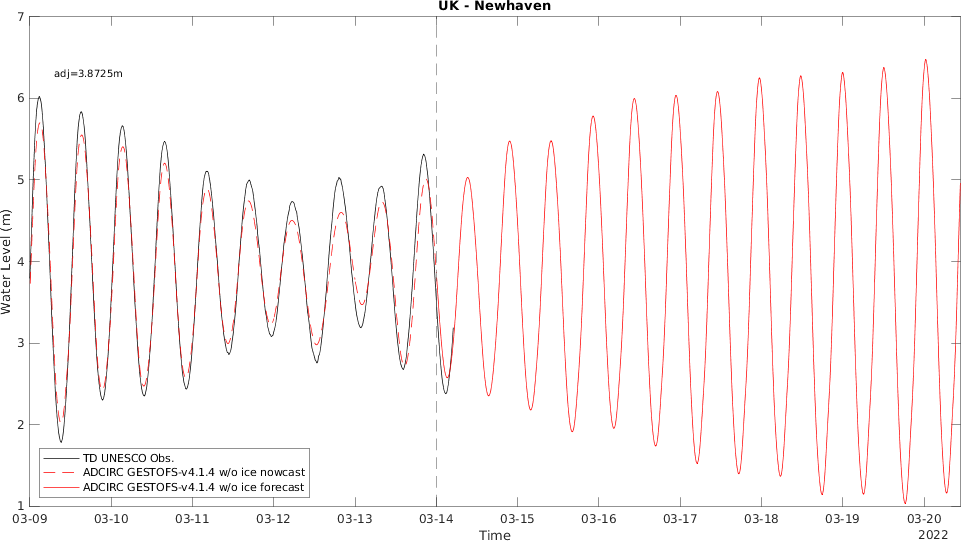 UK - Newhaven
7
adj=3.8725m
6
5
4
3
2
1
Water Level (m)
TD UNESCO Obs.
ADCIRC GESTOFS-v4.1.4 w/o ice nowcast
ADCIRC GESTOFS-v4.1.4 w/o ice forecast
03-09 03-10 03-11 03-12 03-13 03-14 03-15 03-16 03-17 03-18 03-19 03-20
Time
2022